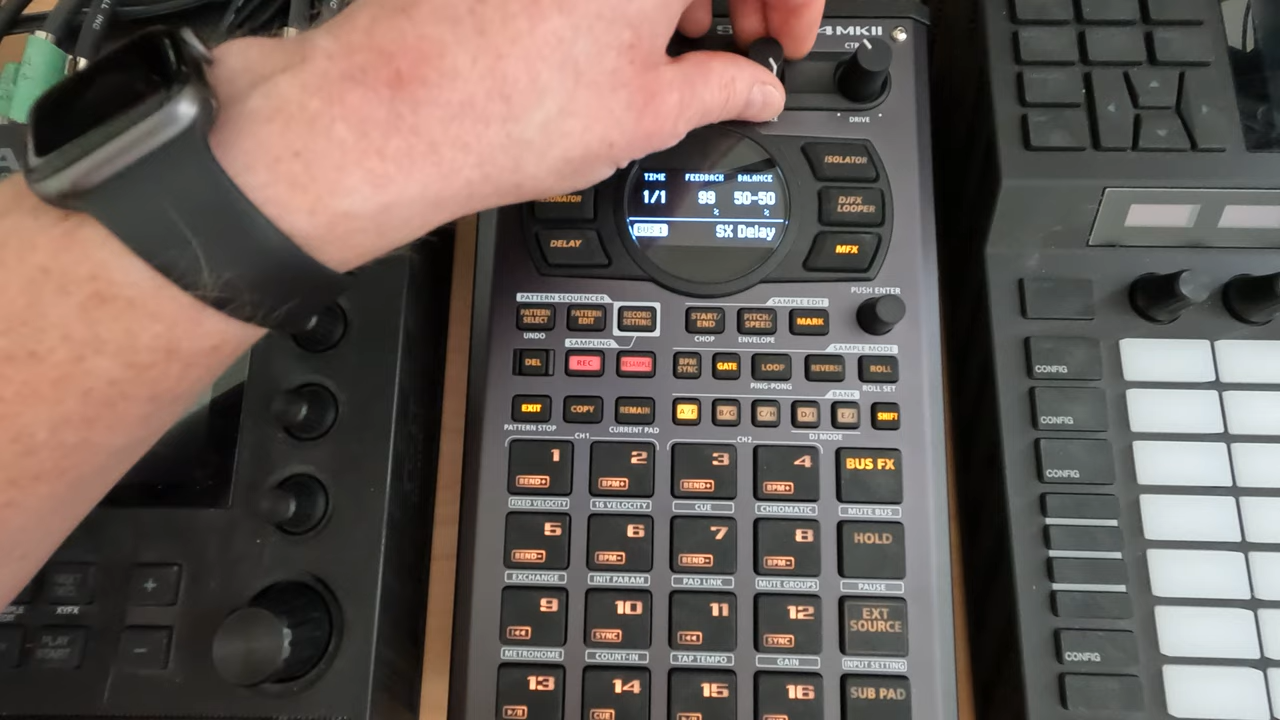 4MKII
DRIVE
ISOLATOR
TIME FEEDBACK BALANCE
1/1 99 50-50
% %
DJFX
LOOPER
BUS 1 SX Delay
DELAY
MFX
PUSH ENTER
PATTERN SEQUENCER
SAMPLE EDIT
PATTERN SELECT
PATTERN EDIT
RECORD SETTING
START/END
PITCH/SPEED
MARK
UNDO
CHOP
ENVELOPE
SAMPLING
SAMPLE MODE
DEL
REC
RESAMPLE
BPM SYNC
GATE
LOOP
REVERSE
ROLL
PING-PONG
ROLL SET
BANK
EXIT
COPY
REMAIN
A/F
B/G
C/H
D/I
E/J
SHIFT
PATTERN STOP
CURRENT PAD
DJ MODE
CH1
CH2
1 2 3 4
BEND+ BPM+ BEND+ BPM+
BUS FX
FIXED VELOCITY 16 VELOCITY CUE CHROMATIC MUTE BUS
5 6 7 8
BEND- BPM- BEND- BPM-
HOLD
EXCHANGE INIT PARAM PAD LINK MUTE GROUPS PAUSE
9 10 11 12
SYNC SYNC
EXT SOURCE
METRONOME COUNT-IN TAP TEMPO GAIN INPUT SETTING
13 14 15 16
CUE
SUB PAD
CONFIG
CONFIG
CONFIG
CONFIG
PLAY
START
+
-